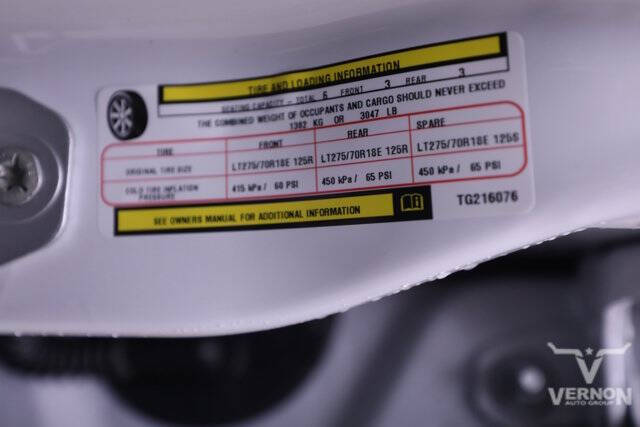 TIRE AND LOADING INFORMATION
SEATING CAPACITY - TOTAL 6 FRONT 3 REAR 3
THE COMBINED WEIGHT OF OCCUPANTS AND CARGO SHOULD NEVER EXCEED
1382 KG OR 3047 LB
TIRE FRONT REAR SPARE
ORIGINAL TIRE SIZE LT275/70R18E 125R LT275/70R18E 125R LT275/70R18E 125S
COLD TIRE INFLATION PRESSURE 415 kPa / 60 PSI 450 kPa / 65 PSI 450 kPa / 65 PSI
SEE OWNERS MANUAL FOR ADDITIONAL INFORMATION
TG216076
VERNON
AUTO GROUP